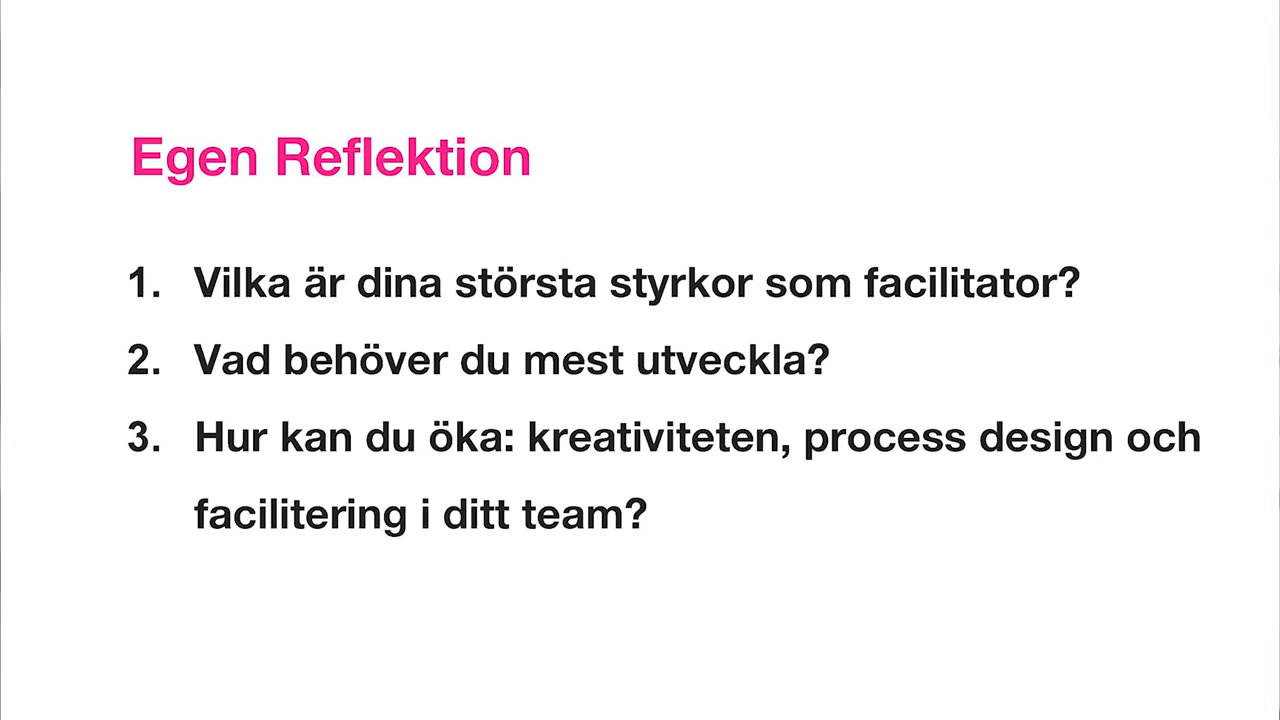 Egen Reflektion
1. Vilka är dina största styrkor som facilitator?
2. Vad behöver du mest utveckla?
3. Hur kan du öka: kreativiteten, process design och
facilitering i ditt team?